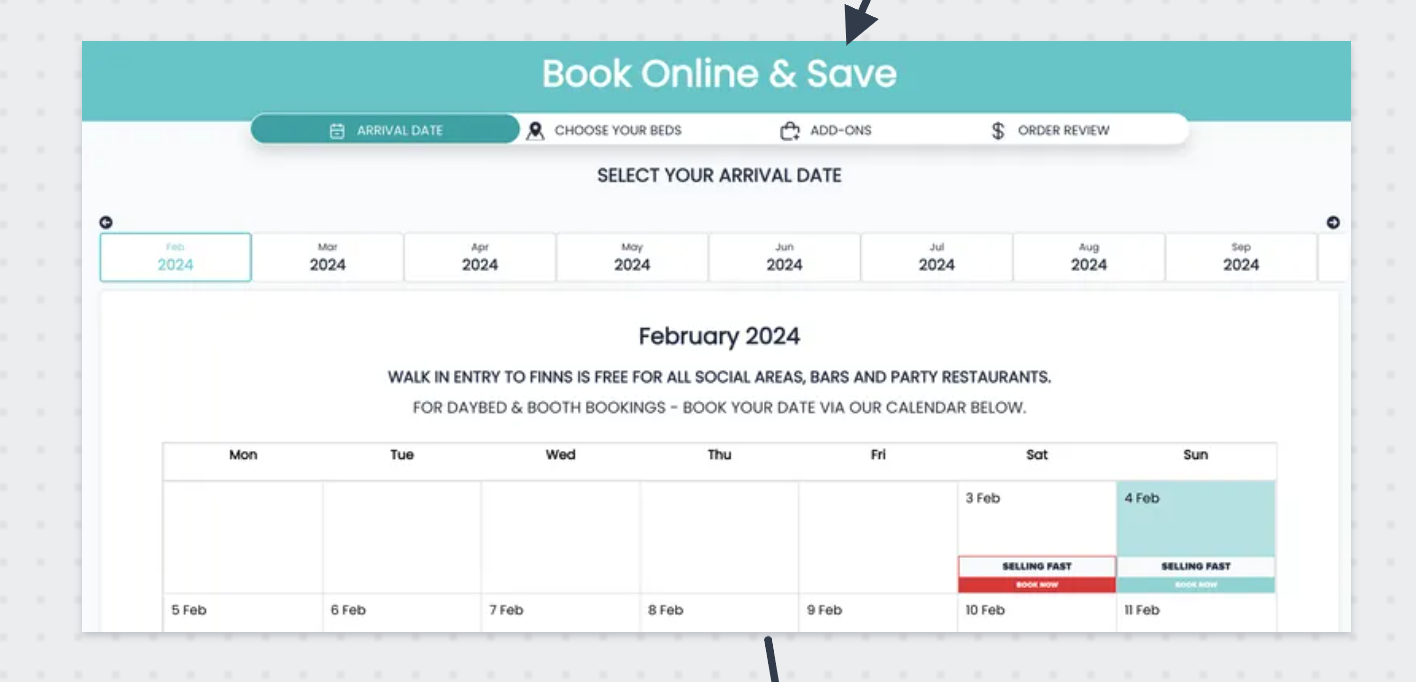 Book Online & Save
ARRIVAL DATE CHOOSE YOUR BEDS ADD-ONS ORDER REVIEW
SELECT YOUR ARRIVAL DATE
Feb Mar Apr May Jun Jul Aug Sep
2024 2024 2024 2024 2024 2024 2024 2024
February 2024
WALK IN ENTRY TO FINNS IS FREE FOR ALL SOCIAL AREAS, BARS AND PARTY RESTAURANTS.
FOR DAYBED & BOOTH BOOKINGS - BOOK YOUR DATE VIA OUR CALENDAR BELOW.
Mon Tue Wed Thu Fri Sat Sun
3 Feb 4 Feb
SELLING FAST SELLING FAST
BOOK NOW BOOK NOW
5 Feb 6 Feb 7 Feb 8 Feb 9 Feb 10 Feb 11 Feb